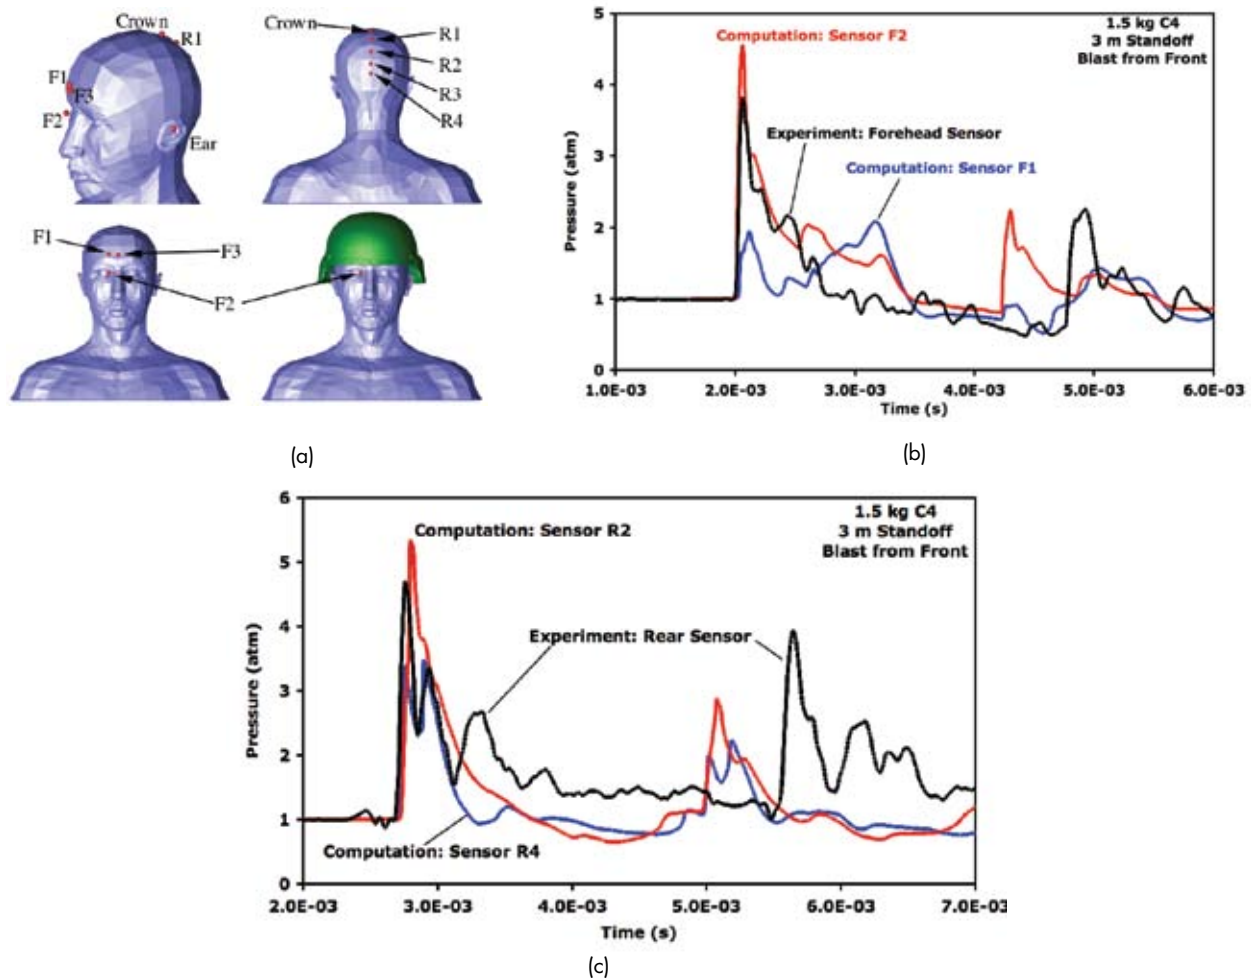 Crown
R1
F1
F3
F2
Ear
Crown
R1
R2
R3
R4
F1
F3
F2
(a)
5
4
3
2
1
0
Pressure (atm)
1.5 kg C4
3 m Standoff
Blast from Front
Computation: Sensor F2
Experiment: Forehead Sensor
Computation: Sensor F1
1.0E-03 2.0E-03 3.0E-03 4.0E-03 5.0E-03 6.0E-03
Time (s)
(b)
6
5
4
3
2
1
0
Pressure (atm)
1.5 kg C4
3 m Standoff
Blast from Front
Computation: Sensor R2
Experiment: Rear Sensor
Computation: Sensor R4
2.0E-03 3.0E-03 4.0E-03 5.0E-03 6.0E-03 7.0E-03
Time (s)
(c)